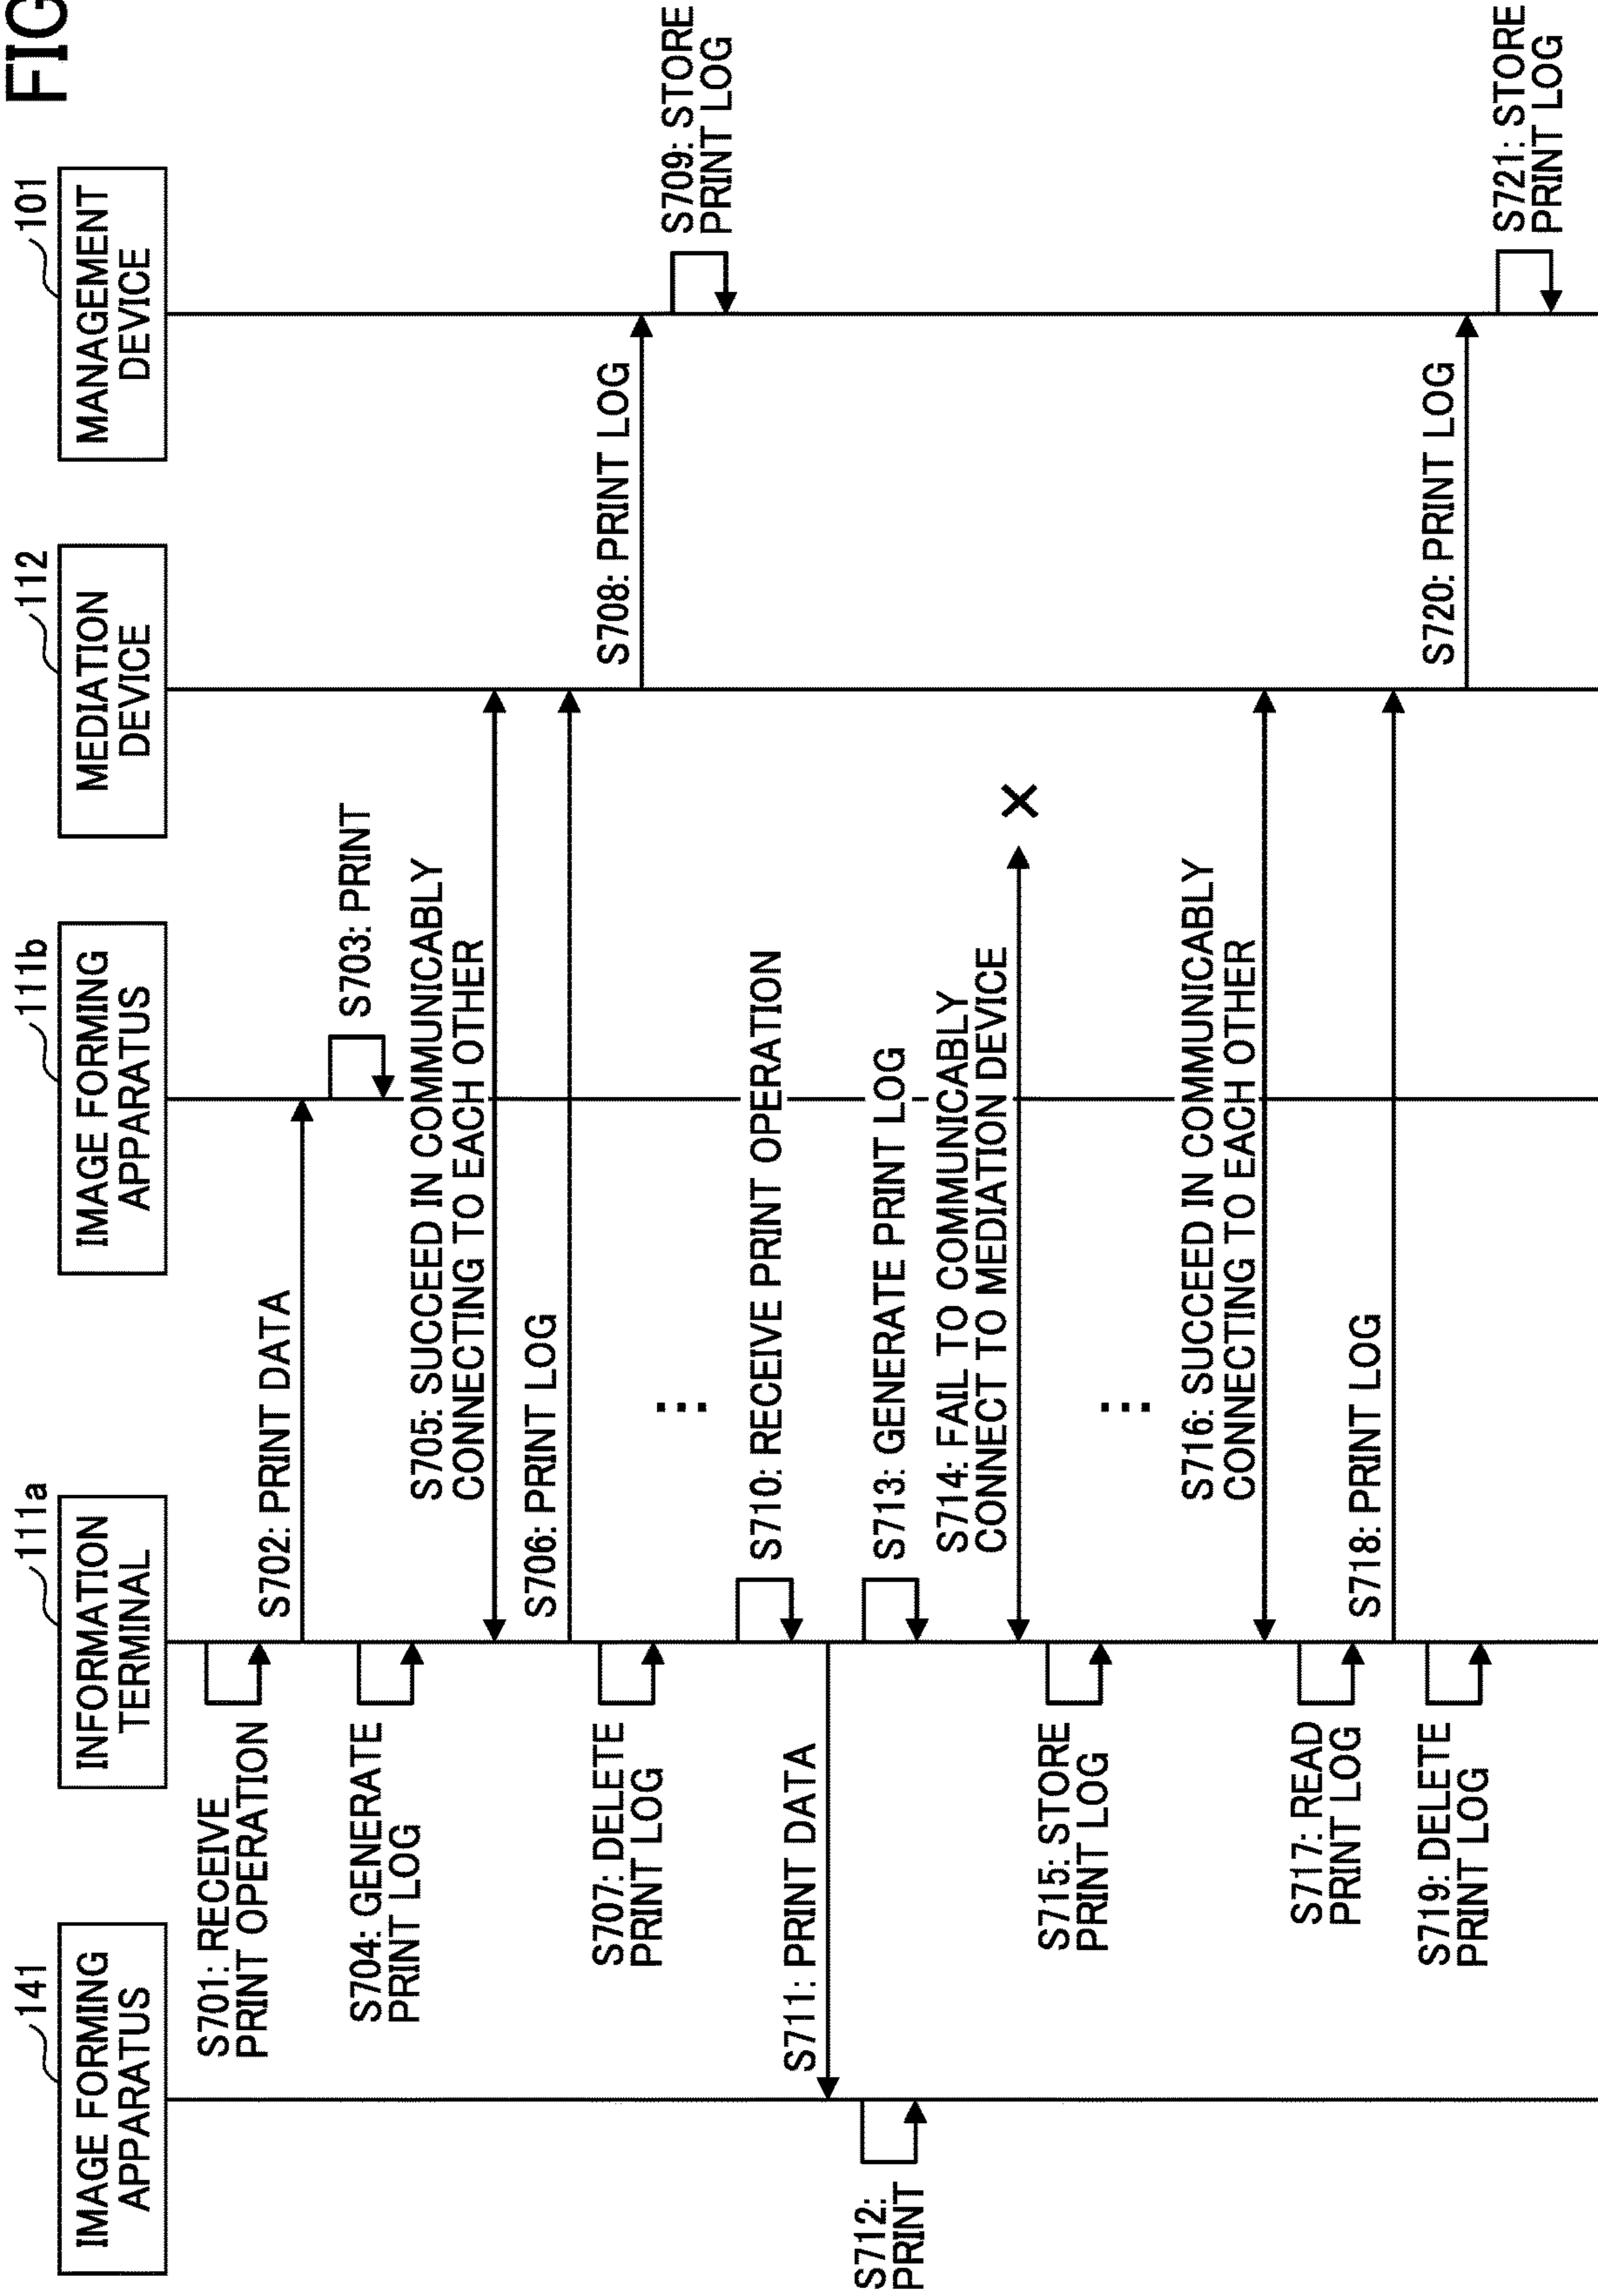 FIG
141
IMAGE FORMING
APPARATUS
111a
INFORMATION
TERMINAL
111b
IMAGE FORMING
APPARATUS
112
MEDIATION
DEVICE
101
MANAGEMENT
DEVICE
S701: RECEIVE
PRINT OPERATION
S702: PRINT DATA
S703: PRINT
S704: GENERATE
PRINT LOG
S705: SUCCEED IN COMMUNICABLY
CONNECTING TO EACH OTHER
S706: PRINT LOG
S707: DELETE
PRINT LOG
S708: PRINT LOG
S709: STORE
PRINT LOG
S710: RECEIVE PRINT OPERATION
S711: PRINT DATA
S712:
PRINT
S713: GENERATE PRINT LOG
S714: FAIL TO COMMUNICABLY
CONNECT TO MEDIATION DEVICE
S715: STORE
PRINT LOG
S716: SUCCEED IN COMMUNICABLY
CONNECTING TO EACH OTHER
S717: READ
PRINT LOG
S718: PRINT LOG
S719: DELETE
PRINT LOG
S720: PRINT LOG
S721: STORE
PRINT LOG